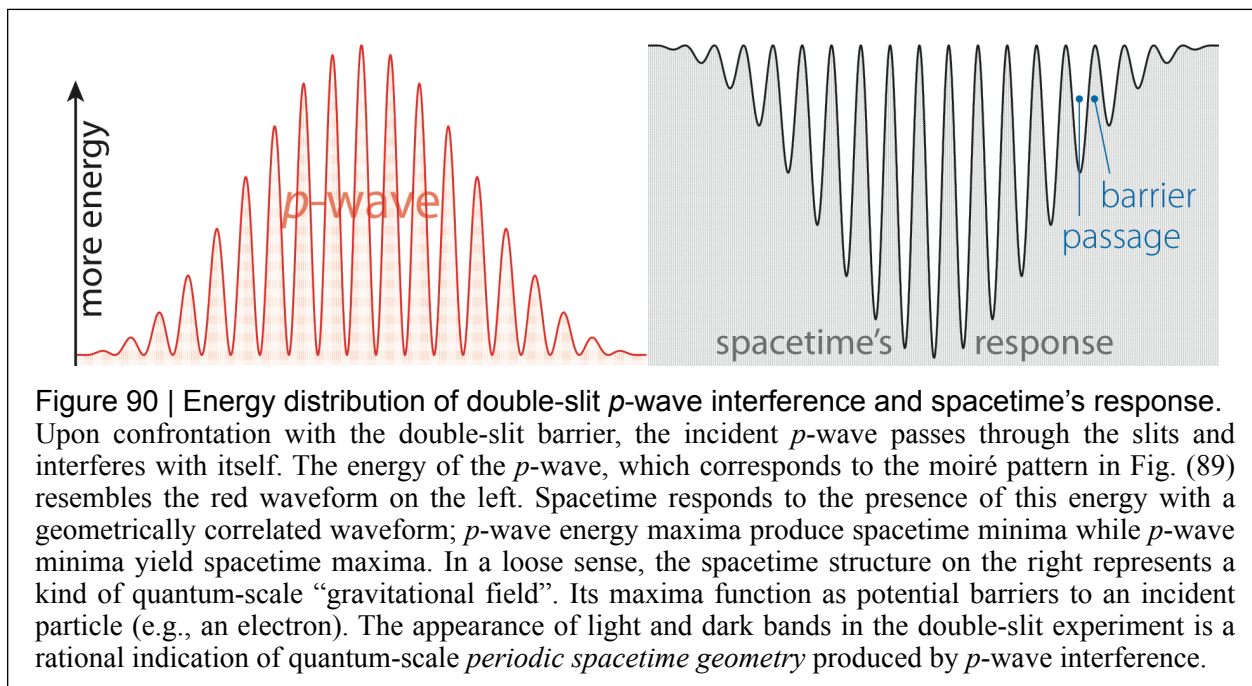 more energy
p-wave
barrier
passage
spacetime's response
Figure 90 | Energy distribution of double-slit p-wave interference and spacetime's response.
Upon confrontation with the double-slit barrier, the incident p-wave passes through the slits and
interferes with itself. The energy of the p-wave, which corresponds to the moiré pattern in Fig. (89)
resembles the red waveform on the left. Spacetime responds to the presence of this energy with a
geometrically correlated waveform; p-wave energy maxima produce spacetime minima while p-wave
minima yield spacetime maxima. In a loose sense, the spacetime structure on the right represents a
kind of quantum-scale “gravitational field”. Its maxima function as potential barriers to an incident
particle (e.g., an electron). The appearance of light and dark bands in the double-slit experiment is a
rational indication of quantum-scale periodic spacetime geometry produced by p-wave interference.